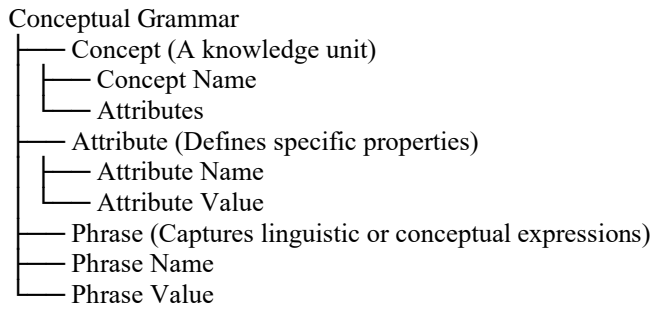 Conceptual Grammar
Concept (A knowledge unit)
Concept Name
Attributes
Attribute (Defines specific properties)
Attribute Name
Attribute Value
Phrase (Captures linguistic or conceptual expressions)
Phrase Name
Phrase Value